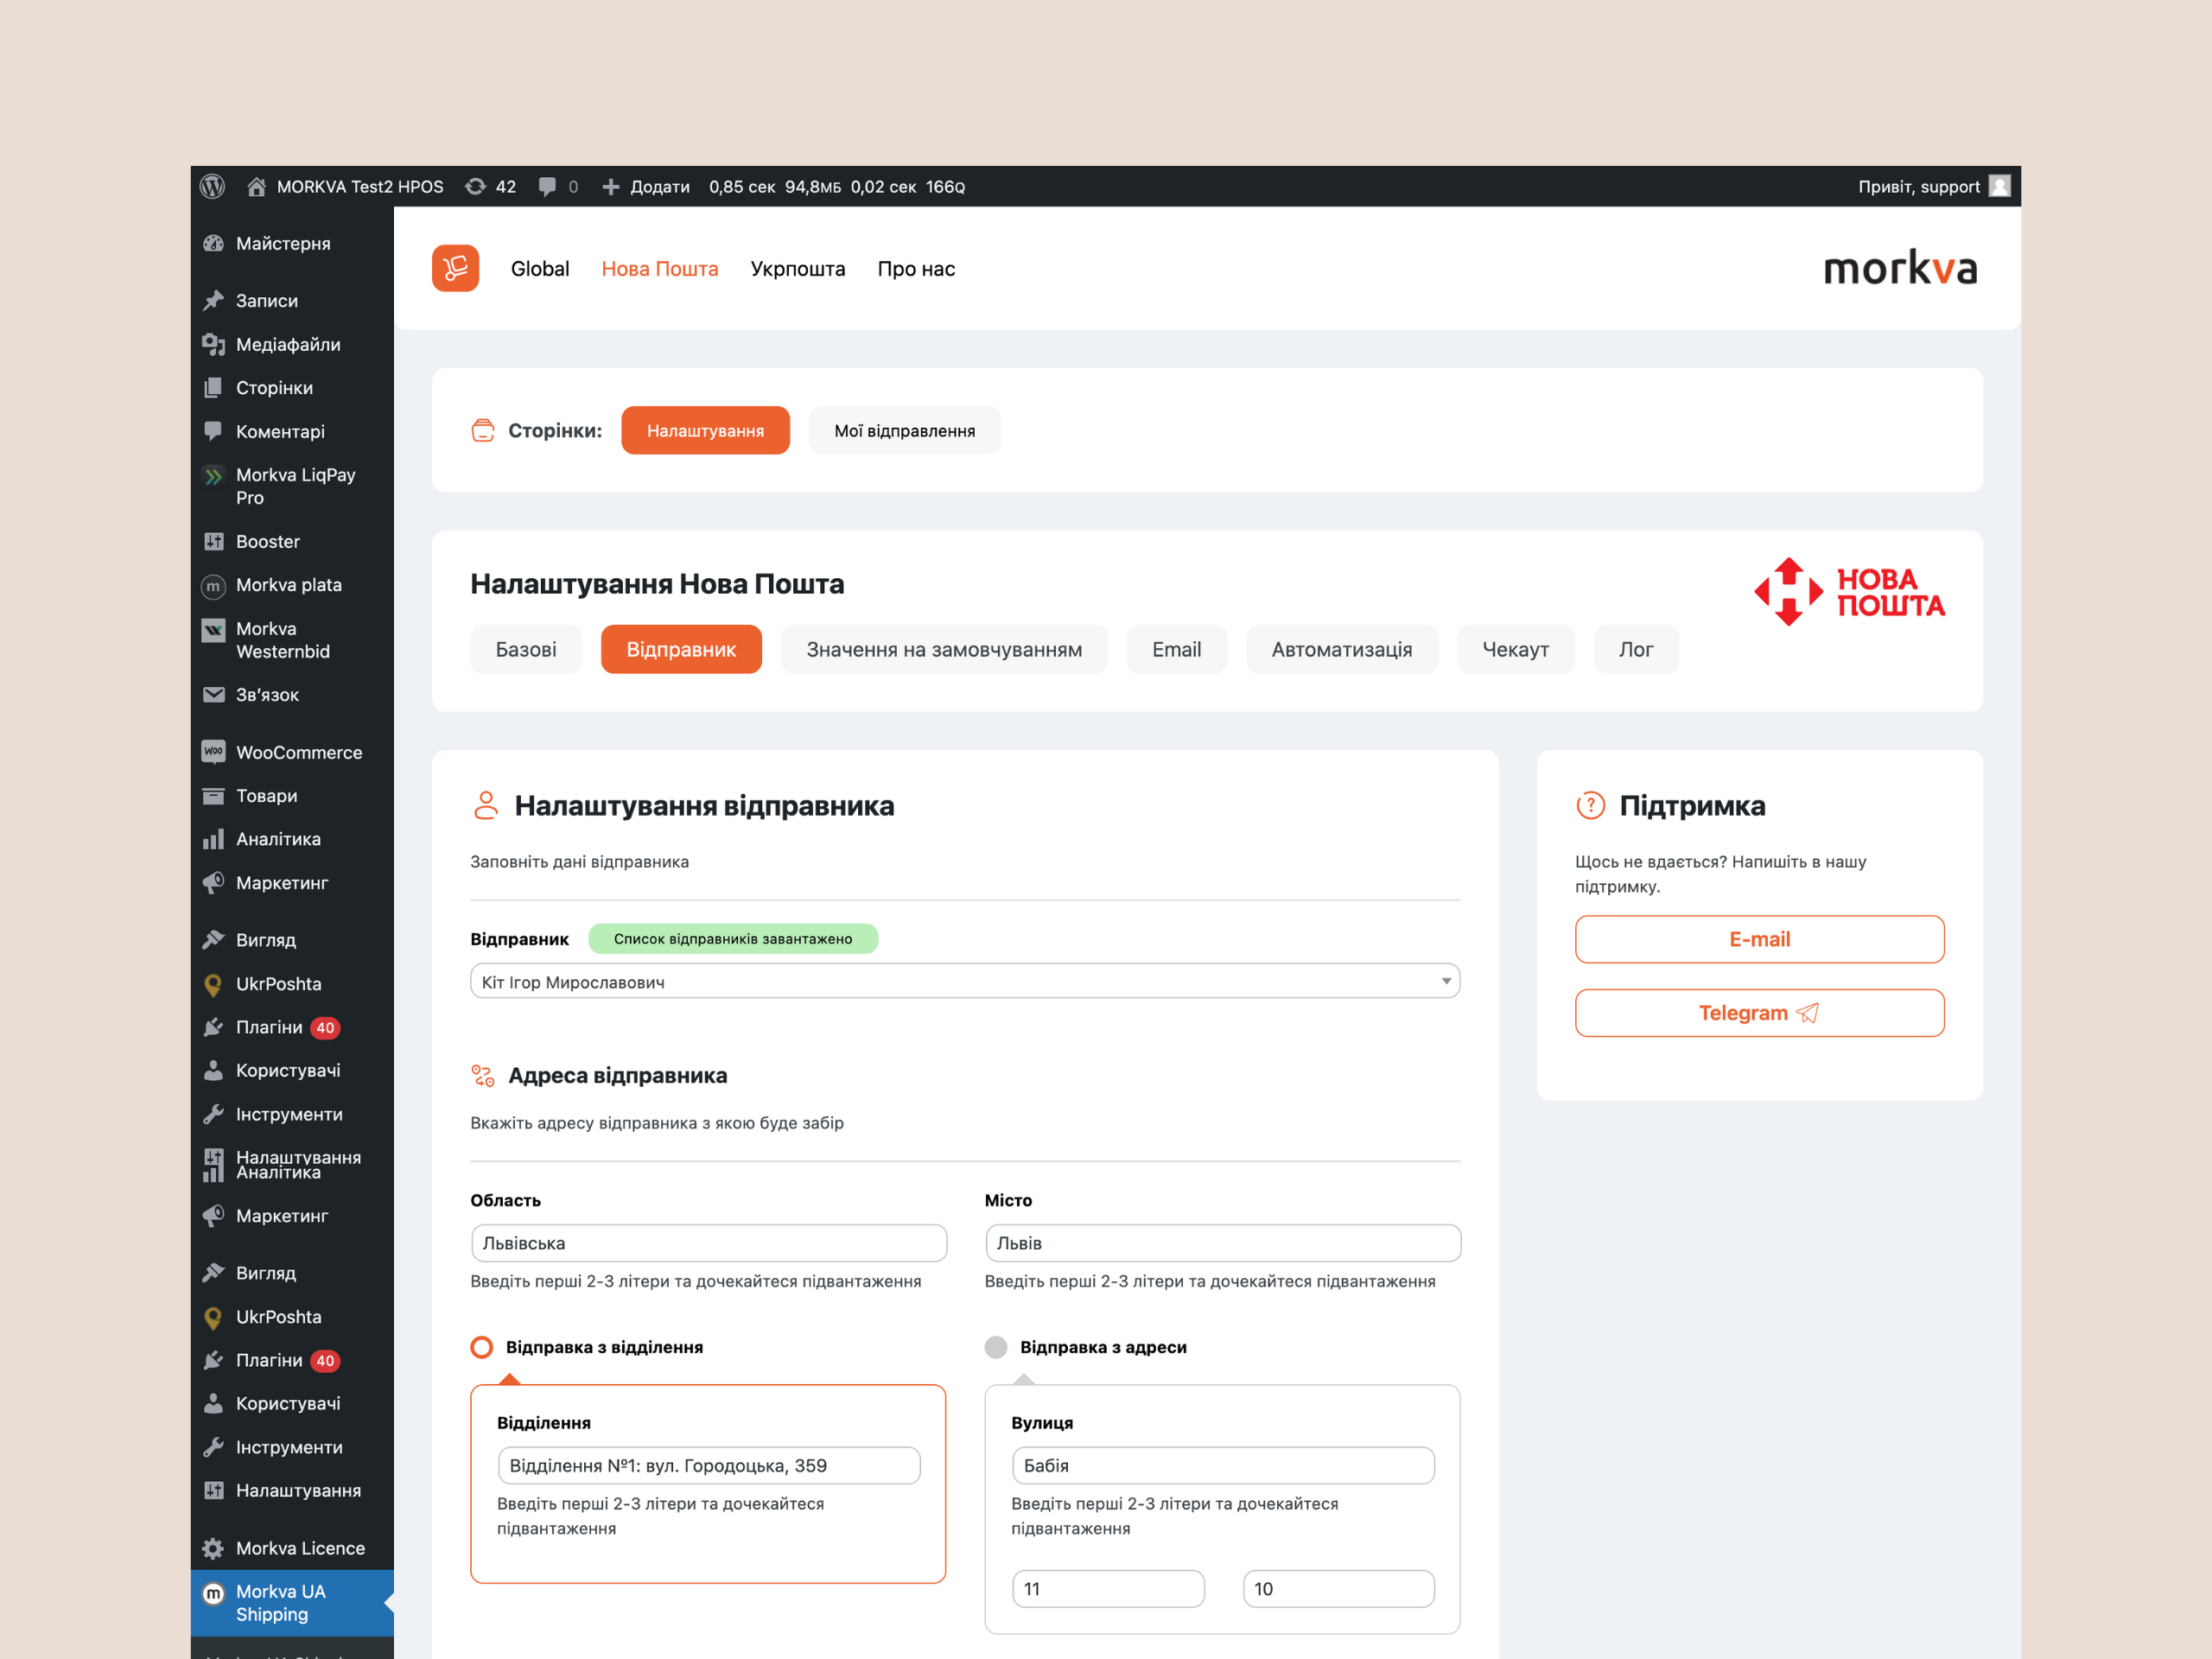 MORKVA Test2 HPOS 42 0 Додати 0,85 сек 94,8МБ 0,02 сек 166Q Привіт, support
Майстерня
Записи
Медіафайли
Сторінки
Коментарі
Morkva LiqPay
Pro
Booster
m Morkva plata
Morkva
Westernbid
Зв’язок
Woo WooCommerce
Товари
Аналітика
Маркетинг
Вигляд
UkrPoshta
Плагіни 40
Користувачі
Інструменти
Налаштування
Аналітика
Маркетинг
Вигляд
UkrPoshta
Плагіни 40
Користувачі
Інструменти
Налаштування
Morkva Licence
m Morkva UA
Shipping
Global Нова Пошта Укрпошта Про нас morkva
Сторінки: Налаштування Мої відправлення
Налаштування Нова Пошта
НОВА
ПОШТА
Базові Відправник Значення на замовчуванням Email Автоматизація Чекаут Лог
Налаштування відправника
Заповніть дані відправника
Відправник Список відправників завантажено
Кіт Ігор Мирославович
Адреса відправника
Вкажіть адресу відправника з якою буде забір
Область
Львівська
Введіть перші 2-3 літери та дочекайтеся підвантаження
Місто
Львів
Введіть перші 2-3 літери та дочекайтеся підвантаження
Відправка з відділення
Відділення
Відділення №1: вул. Городоцька, 359
Введіть перші 2-3 літери та дочекайтеся
підвантаження
Відправка з адреси
Вулиця
Бабія
Введіть перші 2-3 літери та дочекайтеся
підвантаження
11 10
Підтримка
Щось не вдається? Напишіть в нашу
підтримку.
E-mail
Telegram